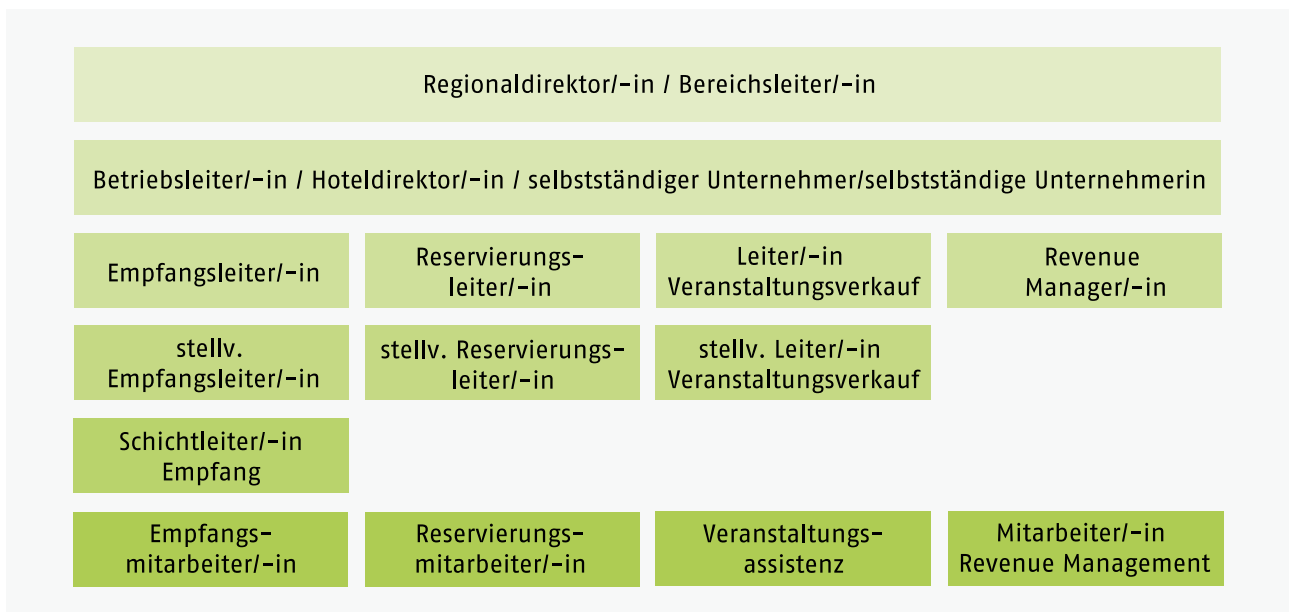 Regionaldirektor/-in / Bereichsleiter/-in
Betriebsleiter/-in / Hoteldirektor/-in / selbstständiger Unternehmer/selbstständige Unternehmerin
Empfangsleiter/-in
Reservierungs-
leiter/-in
Leiter/-in
Veranstaltungsverkauf
Revenue
Manager/-in
stellv.
Empfangsleiter/-in
stellv. Reservierungs-
leiter/-in
stellv. Leiter/-in
Veranstaltungsverkauf
Schichtleiter/-in
Empfang
Empfangs-
mitarbeiter/-in
Reservierungs-
mitarbeiter/-in
Veranstaltungs-
assistenz
Mitarbeiter/-in
Revenue Management